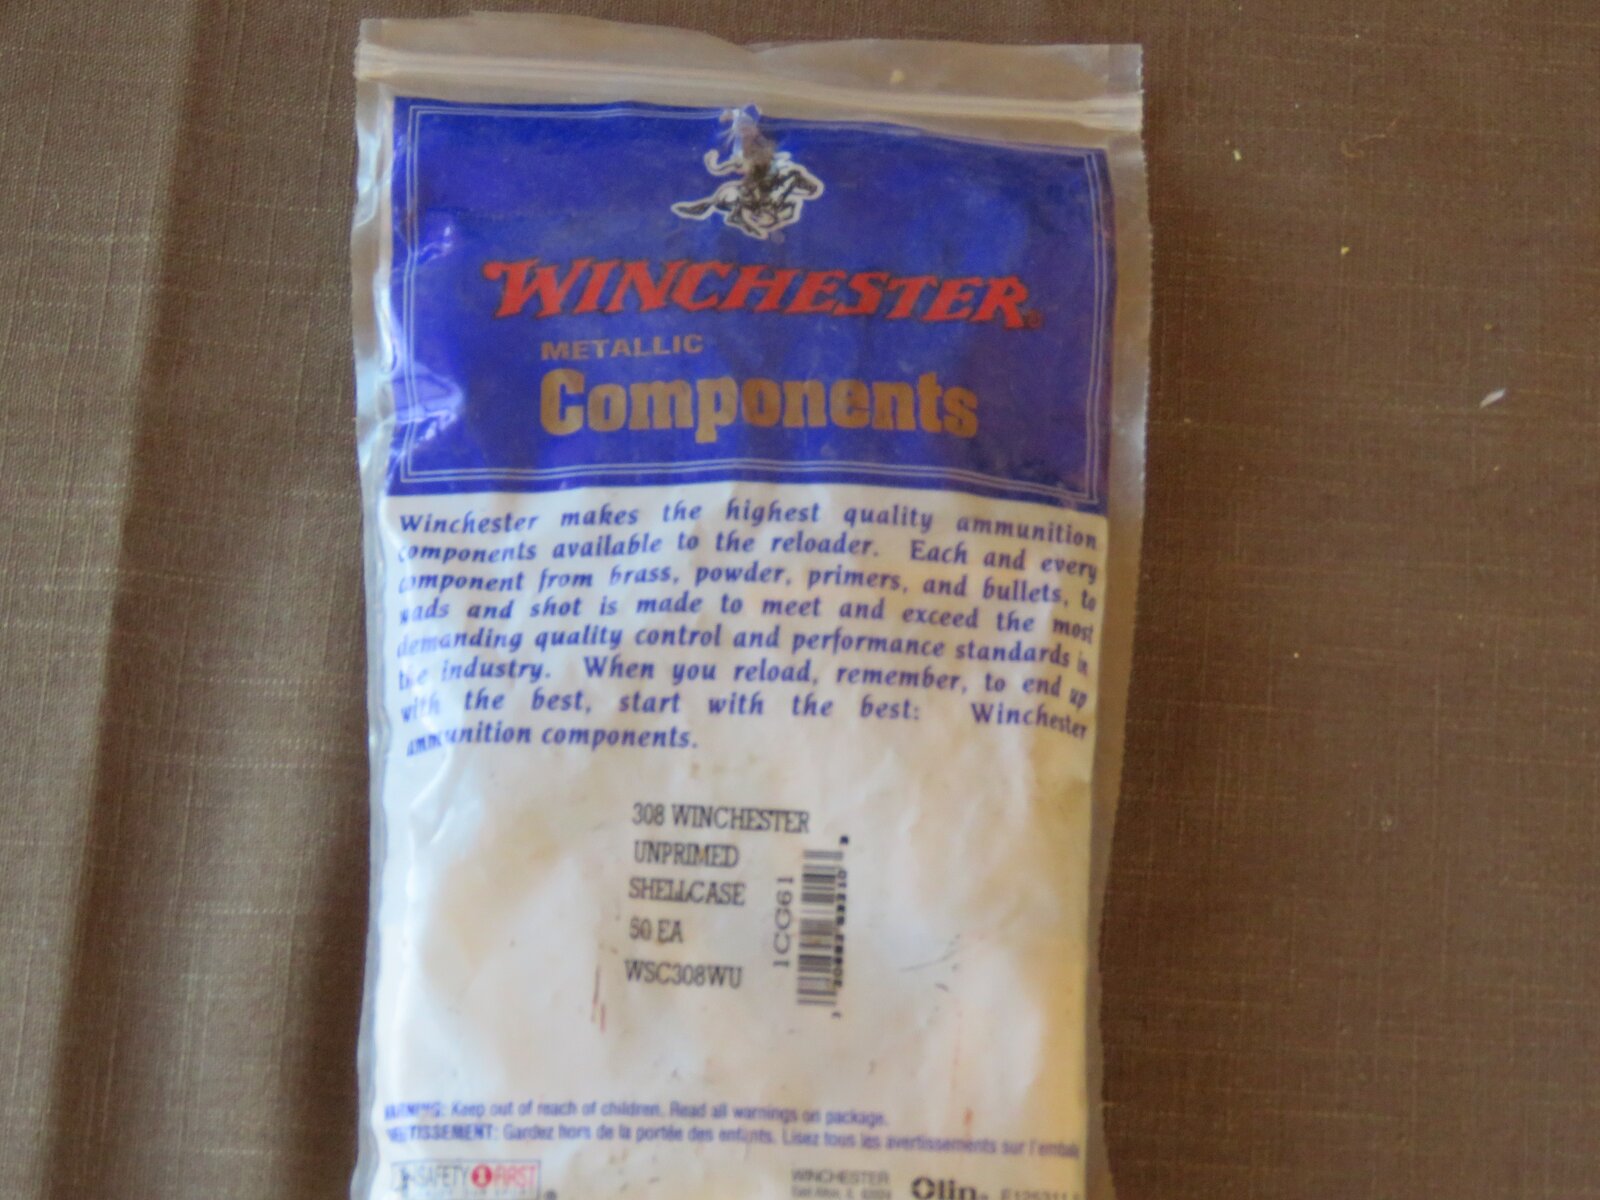 WINCHESTER
METALLIC
Components
Winchester makes the highest quality ammunition
components available to the reloader. Each and every
component from brass, powder, primers, and bullets, to
wads and shot is made to meet and exceed the most
demanding quality control and performance standards in
the industry. When you reload, remember, to end up
with the best, start with the best: Winchester
ammunition components.
308 WINCHESTER
UNPRIMED
SHELLCASE
50 EA
WSC308WU
1CG61
WARNING: Keep out of reach of children. Read all warnings on package.
AVERTISSEMENT: Gardez hors de la portée des enfants. Lisez tous les avertissements sur l'embala
SAFETY 1 FIRST
WINCHESTER
Olin